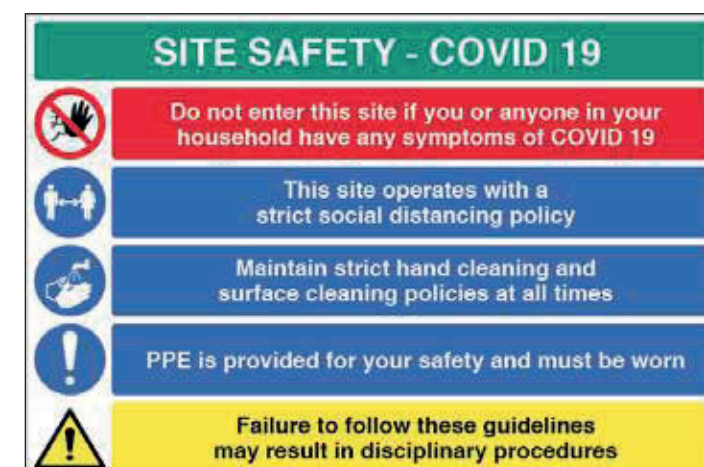 SITE SAFETY - COVID 19
Do not enter this site if you or anyone in your
household have any symptoms of COVID 19
This site operates with a
strict social distancing policy
Maintain strict hand cleaning and
surface cleaning policies at all times
PPE is provided for your safety and must be worn
Failure to follow these guidelines
may result in disciplinary procedures